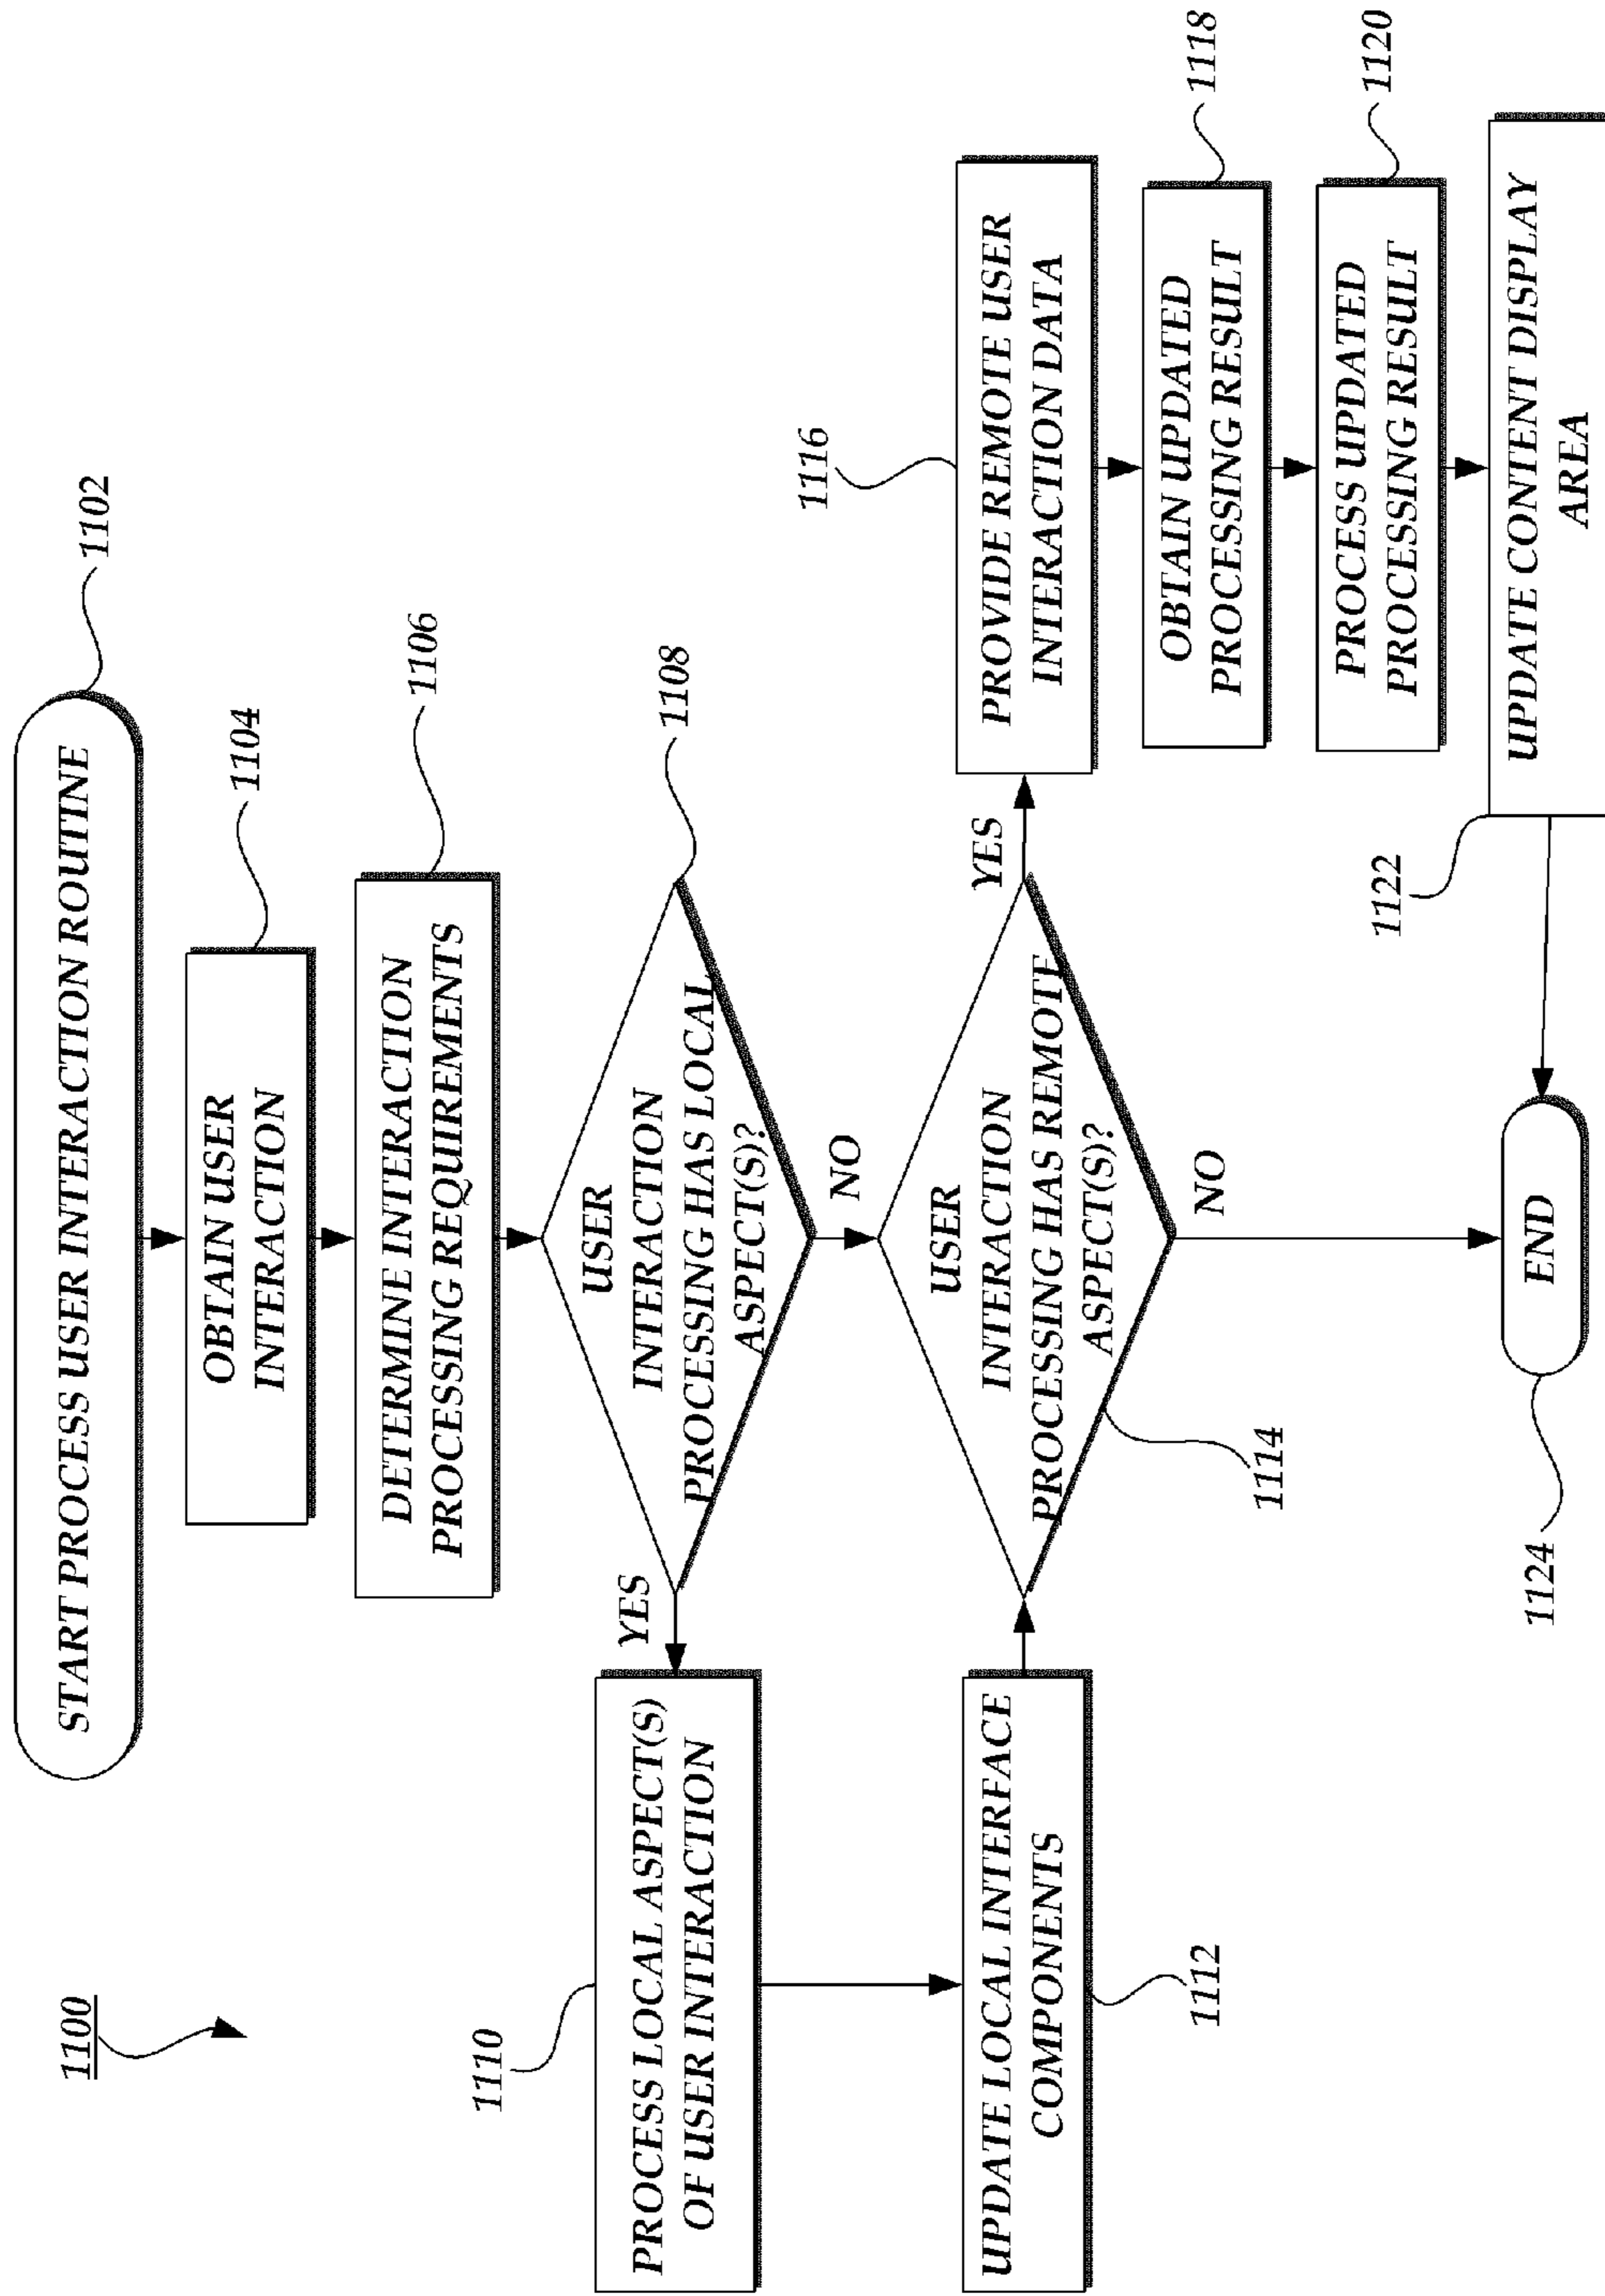 1100
START PROCESS USER INTERACTION ROUTINE
1102
OBTAIN USER
INTERACTION
1104
DETERMINE INTERACTION
PROCESSING REQUIREMENTS
1106
USER
INTERACTION
PROCESSING HAS LOCAL
ASPECT(S)?
1108
YES
NO
1110
PROCESS LOCAL ASPECT(S)
OF USER INTERACTION
UPDATE LOCAL INTERFACE
COMPONENTS
1112
USER
INTERACTION
PROCESSING HAS REMOTE
ASPECT(S)?
1114
YES
NO
1116
PROVIDE REMOTE USER
INTERACTION DATA
OBTAIN UPDATED
PROCESSING RESULT
1118
PROCESS UPDATED
PROCESSING RESULT
1120
UPDATE CONTENT DISPLAY
AREA
1122
END
1124